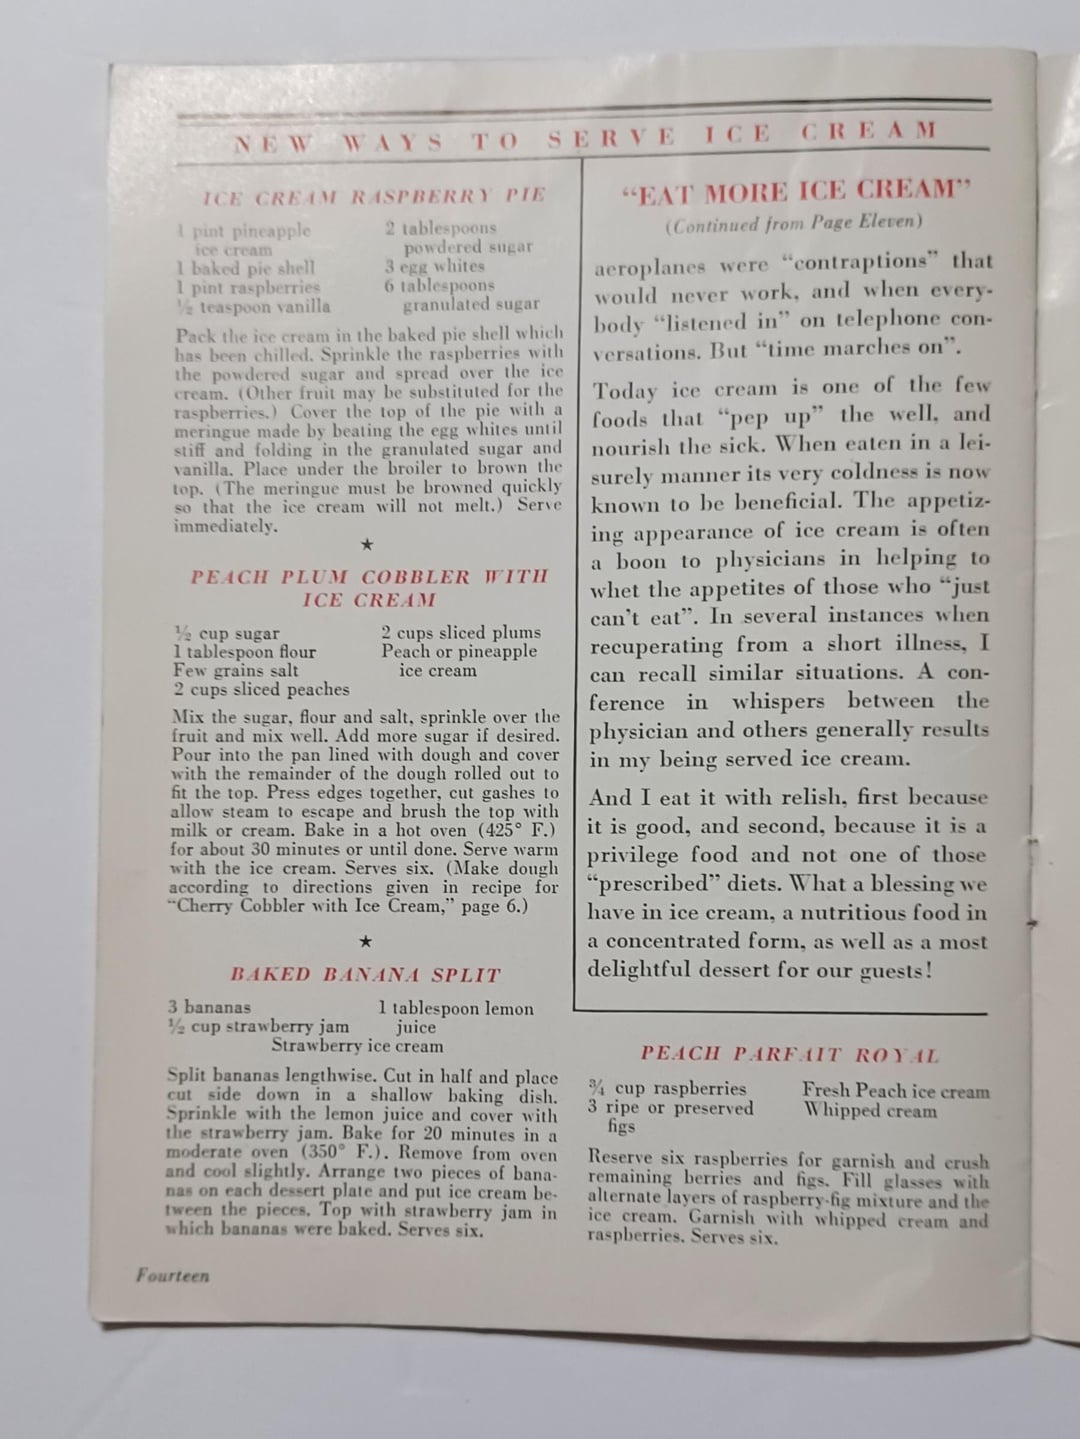 NEW WAYS TO SERVE ICE CREAM
ICE CREAM RASPBERRY PIE
1 pint pineapple
ice cream
1 baked pie shell
1 pint raspberries
½ teaspoon vanilla
2 tablespoons
powdered sugar
3 egg whites
6 tablespoons
granulated sugar
Pack the ice cream in the baked pie shell which
has been chilled. Sprinkle the raspberries with
the powdered sugar and spread over the ice
cream. (Other fruit may be substituted for the
raspberries.) Cover the top of the pie with a
meringue made by beating the egg whites until
stiff and folding in the granulated sugar and
vanilla. Place under the broiler to brown the
top. (The meringue must be browned quickly
so that the ice cream will not melt.) Serve
immediately.
★
PEACH PLUM COBBLER WITH
ICE CREAM
½ cup sugar
1 tablespoon flour
Few grains salt
2 cups sliced peaches
2 cups sliced plums
Peach or pineapple
ice cream
Mix the sugar, flour and salt, sprinkle over the
fruit and mix well. Add more sugar if desired.
Pour into the pan lined with dough and cover
with the remainder of the dough rolled out to
fit the top. Press edges together, cut gashes to
allow steam to escape and brush the top with
milk or cream. Bake in a hot oven (425° F.)
for about 30 minutes or until done. Serve warm
with the ice cream. Serves six. (Make dough
according to directions given in recipe for
"Cherry Cobbler with Ice Cream," page 6.)
★
BAKED BANANA SPLIT
3 bananas
½ cup strawberry jam
1 tablespoon lemon
juice
Strawberry ice cream
Split bananas lengthwise. Cut in half and place
cut side down in a shallow baking dish.
Sprinkle with the lemon juice and cover with
the strawberry jam. Bake for 20 minutes in a
moderate oven (350° F.). Remove from oven
and cool slightly. Arrange two pieces of bana-
nas on each dessert plate and put ice cream be-
tween the pieces. Top with strawberry jam in
which bananas were baked. Serves six.
"EAT MORE ICE CREAM"
(Continued from Page Eleven)
aeroplanes were "contraptions" that
would never work, and when every-
body "listened in" on telephone con-
versations. But "time marches on".
Today ice cream is one of the few
foods that "pep up" the well, and
nourish the sick. When eaten in a lei-
surely manner its very coldness is now
known to be beneficial. The appetiz-
ing appearance of ice cream is often
a boon to physicians in helping to
whet the appetites of those who "just
can't eat". In several instances when
recuperating from a short illness, I
can recall similar situations. A con-
ference in whispers between the
physician and others generally results
in my being served ice cream.
And I eat it with relish, first because
it is good, and second, because it is a
privilege food and not one of those
"prescribed" diets. What a blessing we
have in ice cream, a nutritious food in
a concentrated form, as well as a most
delightful dessert for our guests!
PEACH PARFAIT ROYAL
¾ cup raspberries
3 ripe or preserved
figs
Fresh Peach ice cream
Whipped cream
Reserve six raspberries for garnish and crush
remaining berries and figs. Fill glasses with
alternate layers of raspberry-fig mixture and the
ice cream. Garnish with whipped cream and
raspberries. Serves six.
Fourteen